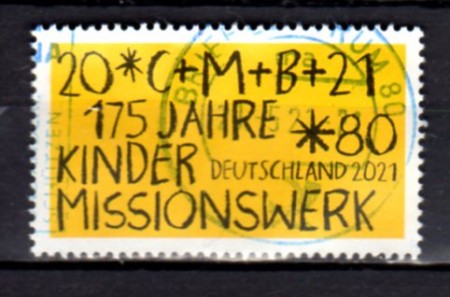 20*C+M+B+21
175 JAHRE *80
KINDER DEUTSCHLAND 2021
MISSIONSWERK